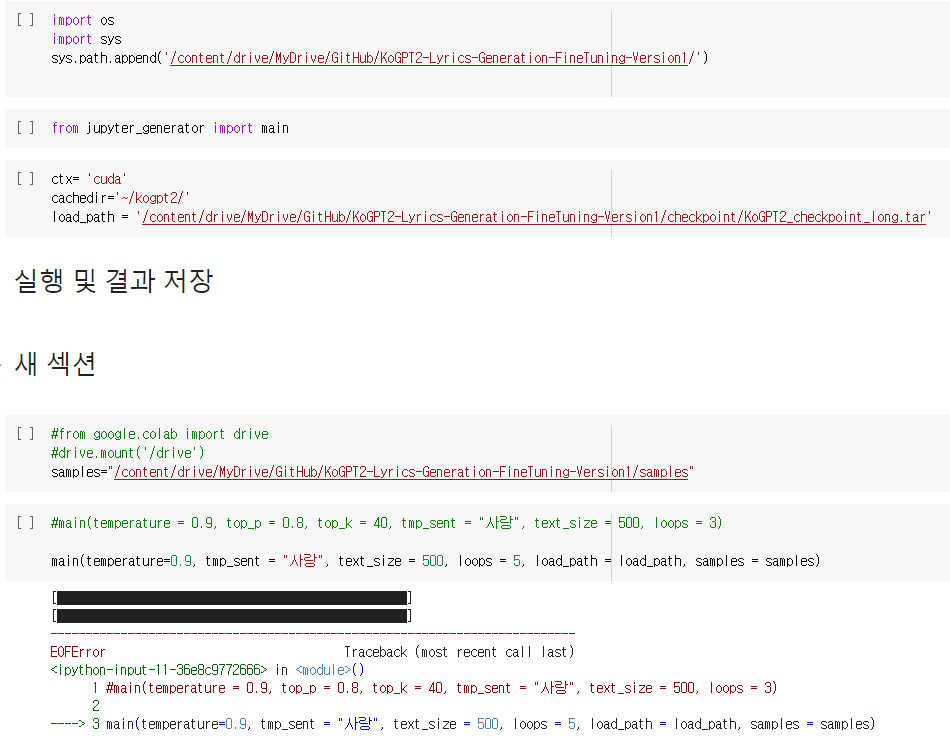 [ ] import os
import sys
sys.path.append('/content/drive/MyDrive/GitHub/KoGPT2-Lyrics-Generation-FineTuning-Version1/')
[ ] from jupyter_generator import main
[ ] ctx= 'cuda'
cachedir='~/kogpt2/'
load_path = '/content/drive/MyDrive/GitHub/KoGPT2-Lyrics-Generation-FineTuning-Version1/checkpoint/KoGPT2_checkpoint_long.tar'
실행 및 결과 저장
새 섹션
[ ] #from google.colab import drive
#drive.mount('/drive')
samples="/content/drive/MyDrive/GitHub/KoGPT2-Lyrics-Generation-FineTuning-Version1/samples"
[ ] #main(temperature = 0.9, top_p = 0.8, top_k = 40, tmp_sent = "사랑", text_size = 500, loops = 3)
main(temperature=0.9, tmp_sent = "사랑", text_size = 500, loops = 5, load_path = load_path, samples = samples)
[██████████████████████████████████████████████████]
[██████████████████████████████████████████████████]
---------------------------------------------------------------------------
EOFError Traceback (most recent call last)
<ipython-input-11-36e8c9772666> in <module>()
1 #main(temperature = 0.9, top_p = 0.8, top_k = 40, tmp_sent = "사랑", text_size = 500, loops = 3)
2
----> 3 main(temperature=0.9, tmp_sent = "사랑", text_size = 500, loops = 5, load_path = load_path, samples = samples)